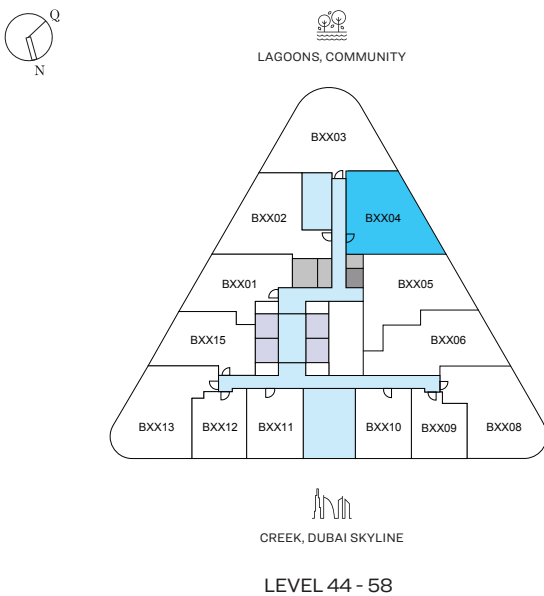 Q
N
LAGOONS, COMMUNITY
BXX03
BXX02
BXX04
BXX01
BXX05
BXX15
BXX06
BXX13
BXX12
BXX11
BXX10
BXX09
BXX08
CREEK, DUBAI SKYLINE
LEVEL 44 - 58